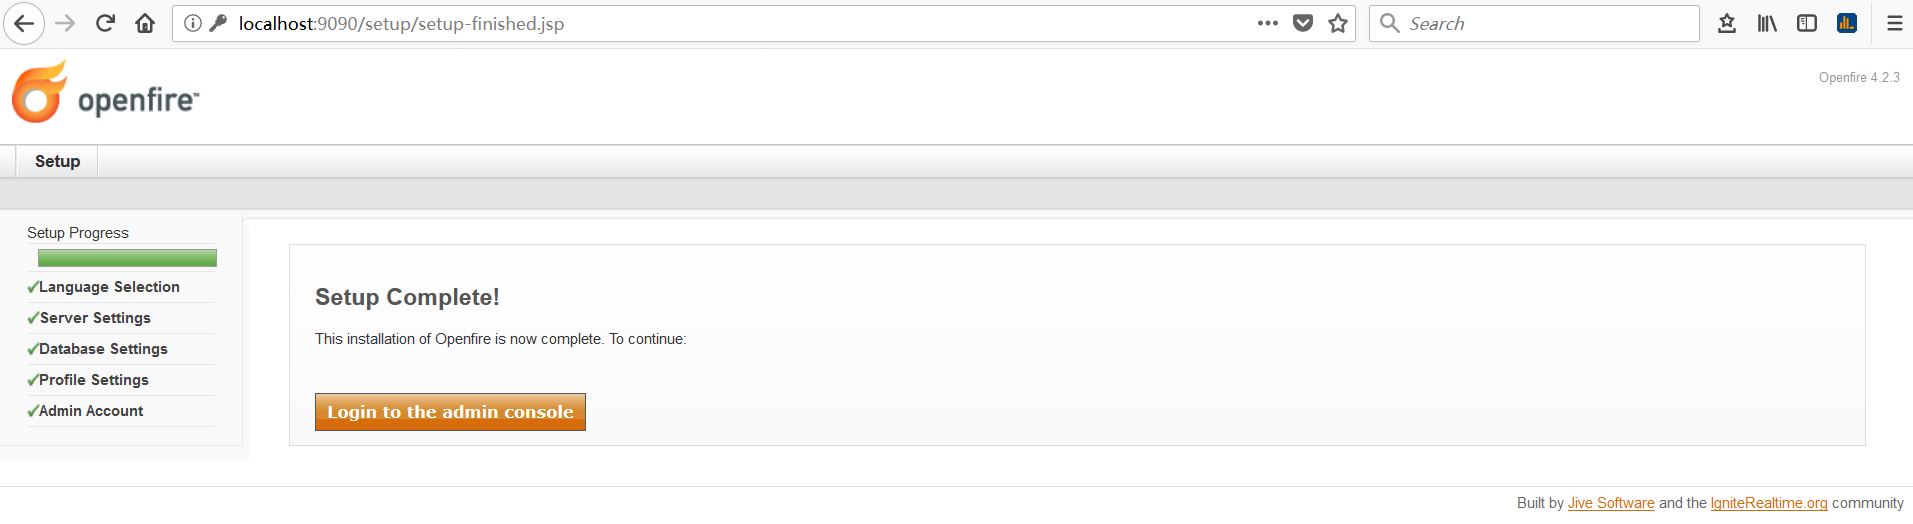 localhost:9090/setup/setup-finished.jsp
Search
openfire™
Openfire 4.2.3
Setup
Setup Progress
Language Selection
Server Settings
Database Settings
Profile Settings
Admin Account
Setup Complete!
This installation of Openfire is now complete. To continue:
Login to the admin console
Built by Jive Software and the IgniteRealtime.org community